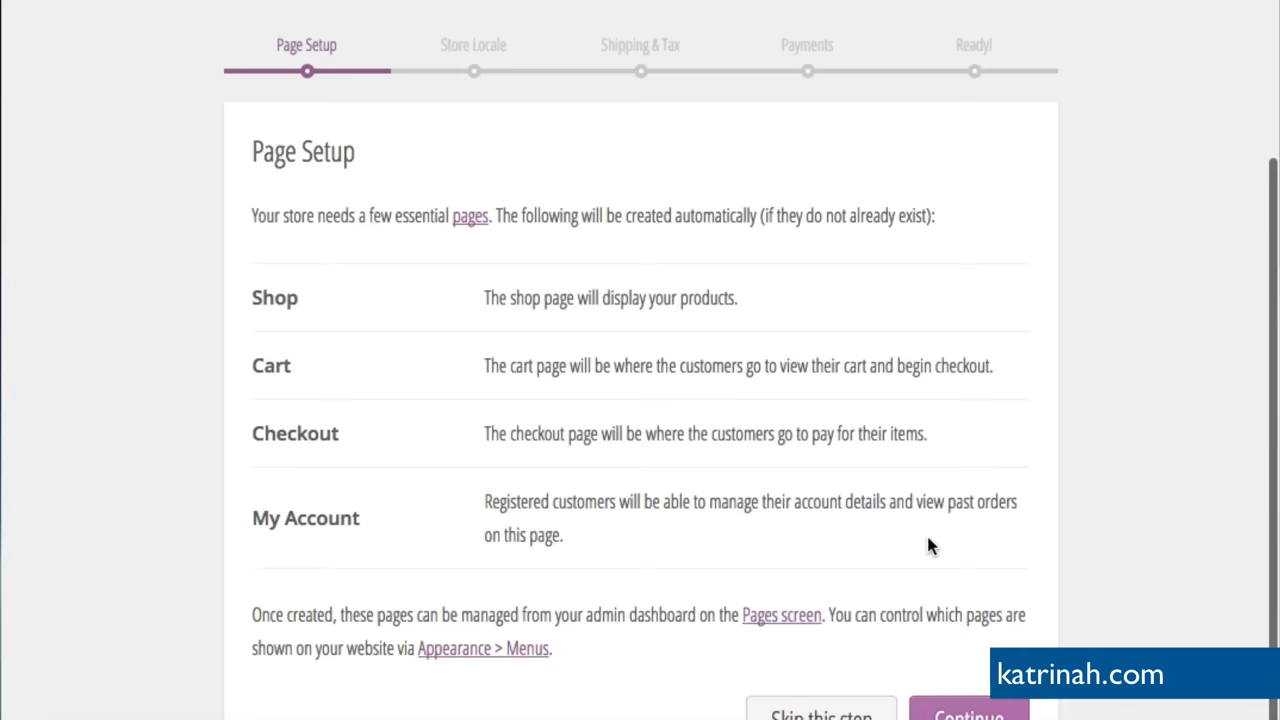 Page Setup
Store Locale
Shipping & Tax
Payments
Ready!
Page Setup
Your store needs a few essential pages. The following will be created automatically (if they do not already exist):
Shop
The shop page will display your products.
Cart
The cart page will be where the customers go to view their cart and begin checkout.
Checkout
The checkout page will be where the customers go to pay for their items.
My Account
Registered customers will be able to manage their account details and view past orders
on this page.
Once created, these pages can be managed from your admin dashboard on the Pages screen. You can control which pages are
shown on your website via Appearance > Menus.
katrinah.com
Skip this step
Continue